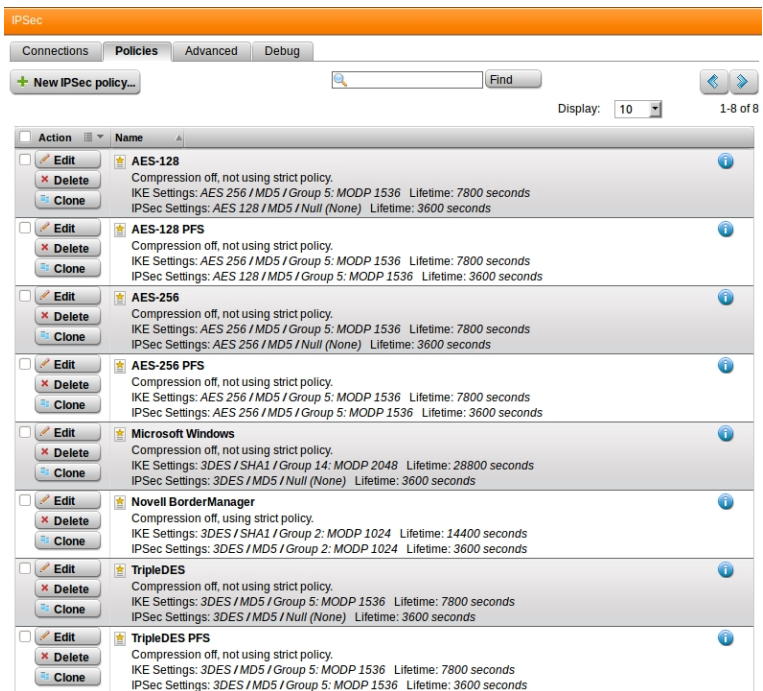 IPSec
Connections Policies Advanced Debug
New IPSec policy... Find
Display: 10 1-8 of 8
Action Name
Edit AES-128
Delete Compression off, not using strict policy.
IKE Settings: AES 256 / MD5 / Group 5: MODP 1536 Lifetime: 7800 seconds
Clone IPSec Settings: AES 128 / MD5 / Null (None) Lifetime: 3600 seconds
Edit AES-128 PFS
Delete Compression off, not using strict policy.
IKE Settings: AES 256 / MD5 / Group 5: MODP 1536 Lifetime: 7800 seconds
Clone IPSec Settings: AES 128 / MD5 / Group 5: MODP 1536 Lifetime: 3600 seconds
Edit AES-256
Delete Compression off, not using strict policy.
IKE Settings: AES 256 / MD5 / Group 5: MODP 1536 Lifetime: 7800 seconds
Clone IPSec Settings: AES 256 / MD5 / Null (None) Lifetime: 3600 seconds
Edit AES-256 PFS
Delete Compression off, not using strict policy.
IKE Settings: AES 256 / MD5 / Group 5: MODP 1536 Lifetime: 7800 seconds
Clone IPSec Settings: AES 256 / MD5 / Group 5: MODP 1536 Lifetime: 3600 seconds
Edit Microsoft Windows
Delete Compression off, not using strict policy.
IKE Settings: 3DES / SHA1 / Group 14: MODP 2048 Lifetime: 28800 seconds
Clone IPSec Settings: 3DES / MD5 / Null (None) Lifetime: 3600 seconds
Edit Novell BorderManager
Delete Compression off, using strict policy.
IKE Settings: 3DES / SHA1 / Group 2: MODP 1024 Lifetime: 14400 seconds
Clone IPSec Settings: 3DES / MD5 / Group 2: MODP 1024 Lifetime: 3600 seconds
Edit TripleDES
Delete Compression off, not using strict policy.
IKE Settings: 3DES / MD5 / Group 5: MODP 1536 Lifetime: 7800 seconds
Clone IPSec Settings: 3DES / MD5 / Null (None) Lifetime: 3600 seconds
Edit TripleDES PFS
Delete Compression off, not using strict policy.
IKE Settings: 3DES / MD5 / Group 5: MODP 1536 Lifetime: 7800 seconds
Clone IPSec Settings: 3DES / MD5 / Group 5: MODP 1536 Lifetime: 3600 seconds